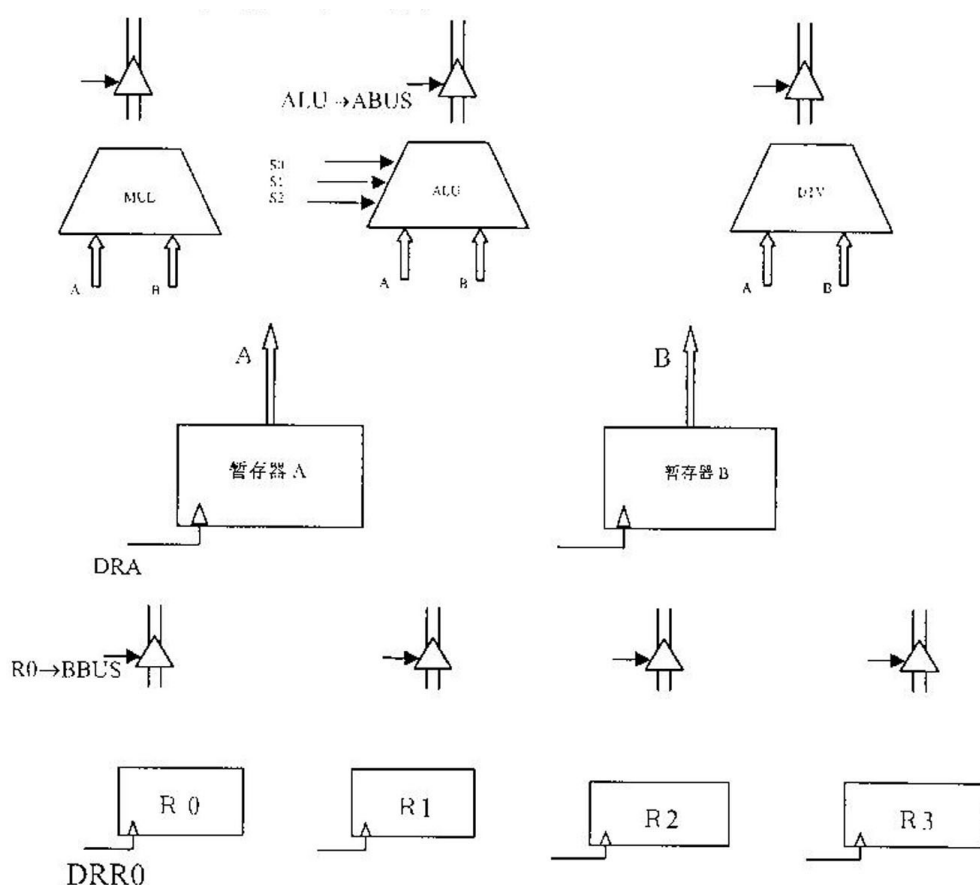 ALU→ABUS
S0
S1
S2
MUL
ALU
DIV
A
B
A
B
A
B
A
B
暂存器 A
暂存器 B
DRA
R0→BBUS
R 0
R1
R2
R3
DRR0